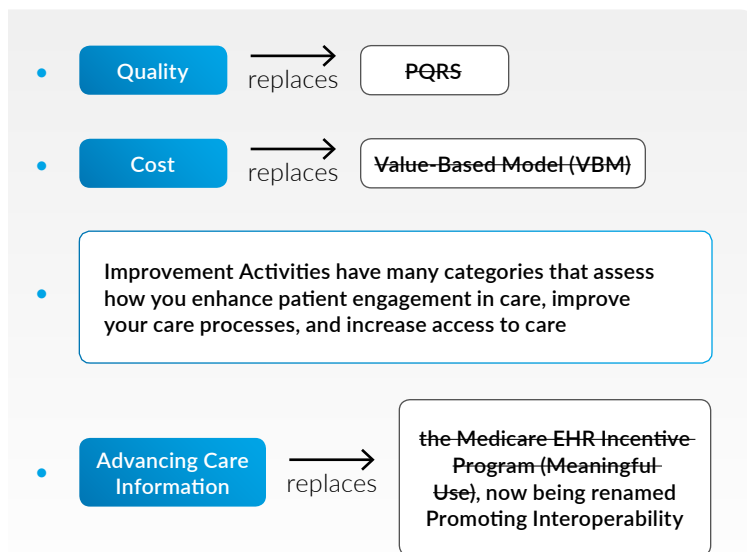 Quality
replaces
PQRS
Cost
replaces
Value-Based Model (VBM)
Improvement Activities have many categories that assess
how you enhance patient engagement in care, improve
your care processes, and increase access to care
Advancing Care
Information
replaces
the Medicare EHR Incentive
Program (Meaningful
Use), now being renamed
Promoting Interoperability